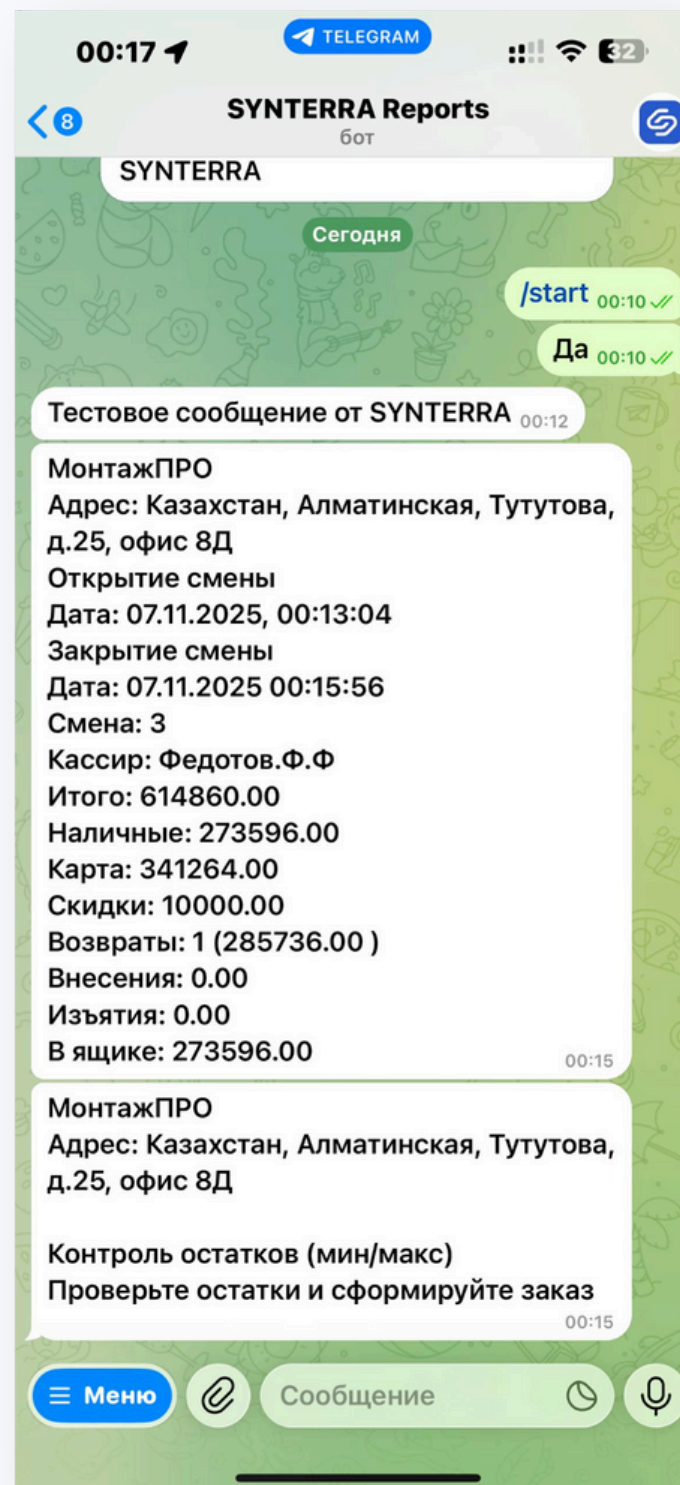 00:17
TELEGRAM
32
8
SYNTERRA Reports
бот
SYNTERRA
Сегодня
/start 00:10
Да 00:10
Тестовое сообщение от SYNTERRA 00:12
МонтажПРО
Адрес: Казахстан, Алматинская, Тутутова,
д.25, офис 8Д
Открытие смены
Дата: 07.11.2025, 00:13:04
Закрытие смены
Дата: 07.11.2025 00:15:56
Смена: 3
Кассир: Федотов.Ф.Ф
Итого: 614860.00
Наличные: 273596.00
Карта: 341264.00
Скидки: 10000.00
Возвраты: 1 (285736.00 )
Внесения: 0.00
Изъятия: 0.00
В ящике: 273596.00
00:15
МонтажПРО
Адрес: Казахстан, Алматинская, Тутутова,
д.25, офис 8Д
Контроль остатков (мин/макс)
Проверьте остатки и сформируйте заказ
00:15
Меню
Сообщение